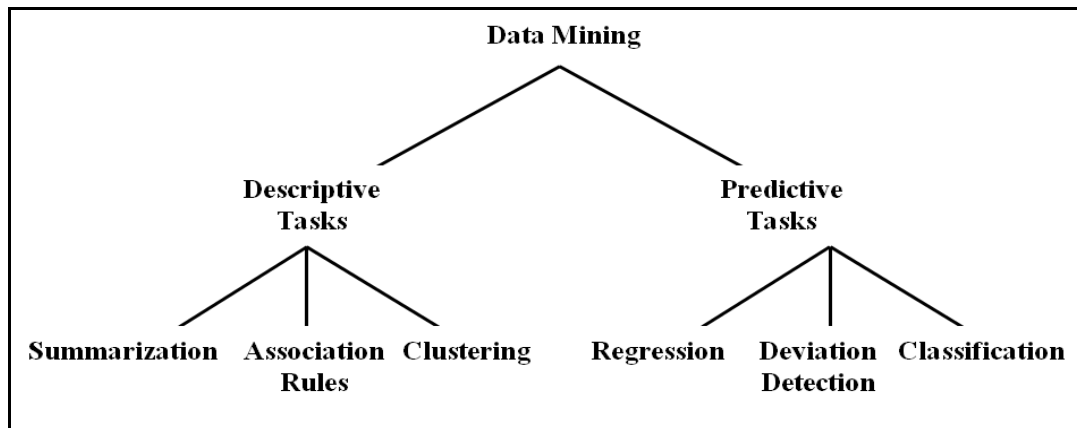 Data Mining
Descriptive
Tasks
Predictive
Tasks
Summarization
Association
Rules
Clustering
Regression
Deviation
Detection
Classification